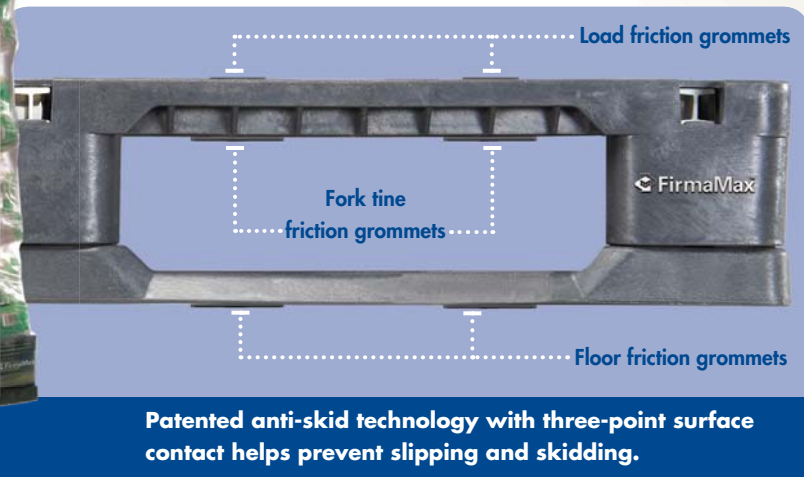 Load friction grommets
FirmaMax
Fork tine
friction grommets
Floor friction grommets
Patented anti-skid technology with three-point surface
contact helps prevent slipping and skidding.